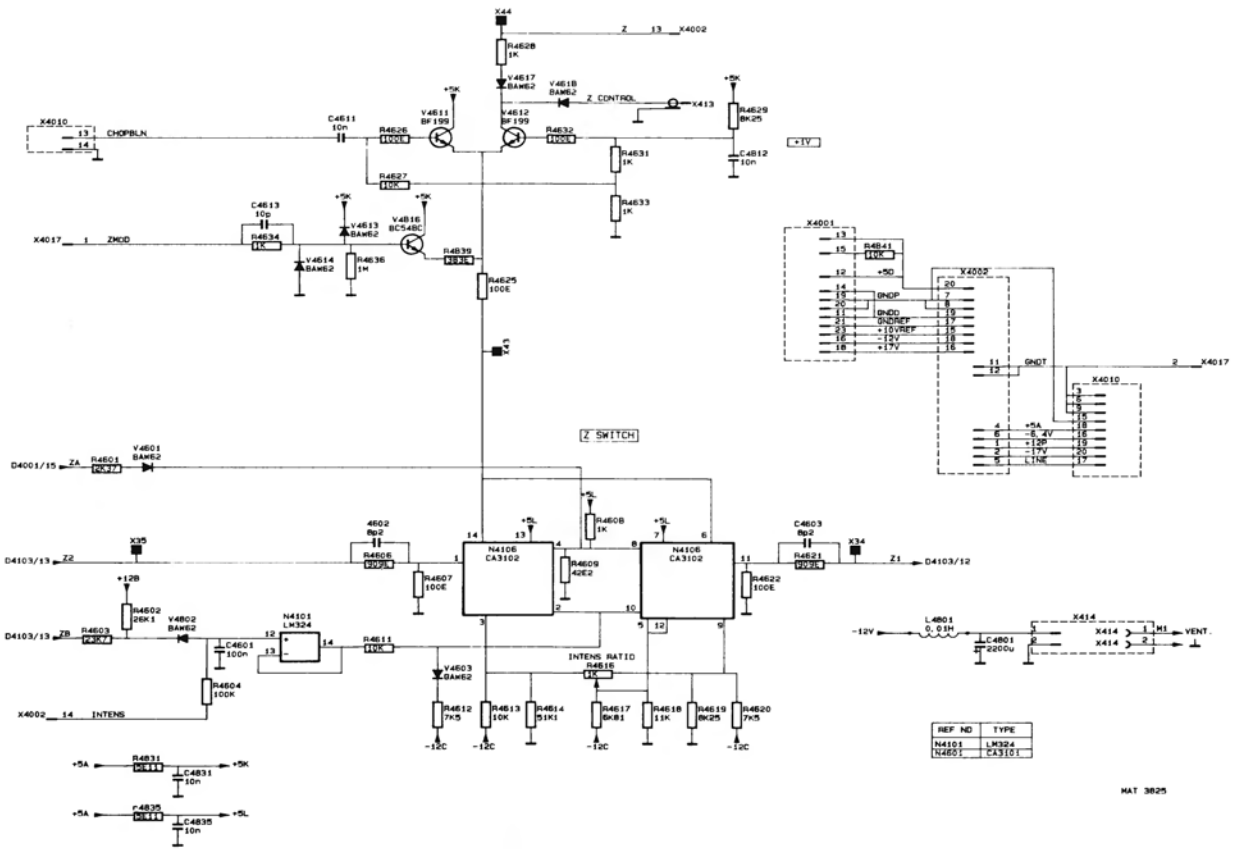 X44
Z 13 X4002
R4628
1K
V4617
BAW62
V4618
BAW62
Z CONTROL
X413
+5K
R4629
8K25
X4010
13 CHOPBLN
14
C4611
10n
R4626
100E
+5K
V4611
BF199
V4612
BF199
R4632
100E
R4631
1K
C4812
10n
+1V
R4627
10K
R4633
1K
C4613
10p
+5K
+5K
V4613
BAW62
V4816
BC548C
X4017 1 ZMOD
R4634
1K
V4614
BAW62
R4636
1M
R4839
383E
R4625
100E
X43
X4001
13
15
R4841
10K
12 +5D
X4002
20
14
19 GNDP 7
20 8
11 GNDD 19
21 GNDREF 17
23 +10VREF 15
16 -12V 18
18 +17V 16
11 GNDT
12
2 X4017
X4010
3
6
9
15
4 +5A 18
6 -6,4V 16
1 +12P 19
2 -17V 20
5 LINE 17
Z SWITCH
D4001/15 ZA
R4601
2K37
V4601
BAW62
+5L
R4608
1K
X35
4602
8p2
R4606
909E
D4103/13 Z2
R4607
100E
14 +5L
13
1 N4106 4
CA3102
2
3
R4609
42E2
+5L
7 6
8 N4106 11
CA3102
10
5 12 9
C4603
8p2
R4621
909E
X34
Z1 D4103/12
R4622
100E
+12B
R4602
26K1
D4103/13 ZB
R4603
23K7
V4802
BAW62
C4601
100n
N4101
LM324
12
13
14
R4611
10K
R4604
100K
X4002 14 INTENS
V4603
BAW62
R4612
7K5
-12C
R4613
10K
-12C
R4614
51K1
INTENS RATIO
R4616
1K
R4617
6K81
-12C
R4618
11K
R4619
8K25
R4620
7K5
-12C
-12V
L4801
0,01H
C4801
2200u
X414
X414 1 M1
X414 2
VENT.
REF NO TYPE
N4101 LM324
N4601 CA3101
+5A
R4831
5E11
+5K
C4831
10n
+5A
r4835
5E11
+5L
C4835
10n
MAT 3825